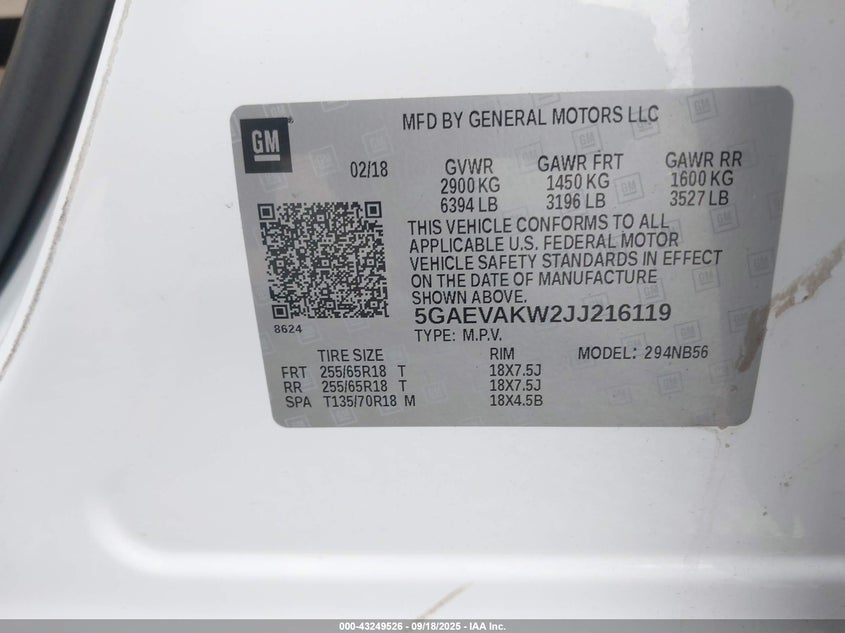 GM
MFD BY GENERAL MOTORS LLC
02/18 GVWR GAWR FRT GAWR RR
2900 KG 1450 KG 1600 KG
6394 LB 3196 LB 3527 LB
THIS VEHICLE CONFORMS TO ALL
APPLICABLE U.S. FEDERAL MOTOR
VEHICLE SAFETY STANDARDS IN EFFECT
ON THE DATE OF MANUFACTURE
SHOWN ABOVE.
8624
5GAEVAKW2JJ216119
TYPE: M.P.V.
TIRE SIZE RIM MODEL: 294NB56
FRT 255/65R18 T 18X7.5J
RR 255/65R18 T 18X7.5J
SPA T135/70R18 M 18X4.5B
000-43249526 - 09/18/2025 - IAA Inc.